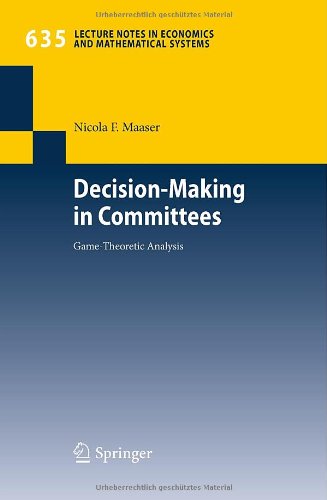 Urheberrechtlich geschütztes Material
635 LECTURE NOTES IN ECONOMICS
AND MATHEMATICAL SYSTEMS
Nicola F. Maaser
Decision-Making
in Committees
Game-Theoretic Analysis
Springer
Urheberrechtlich geschütztes Material